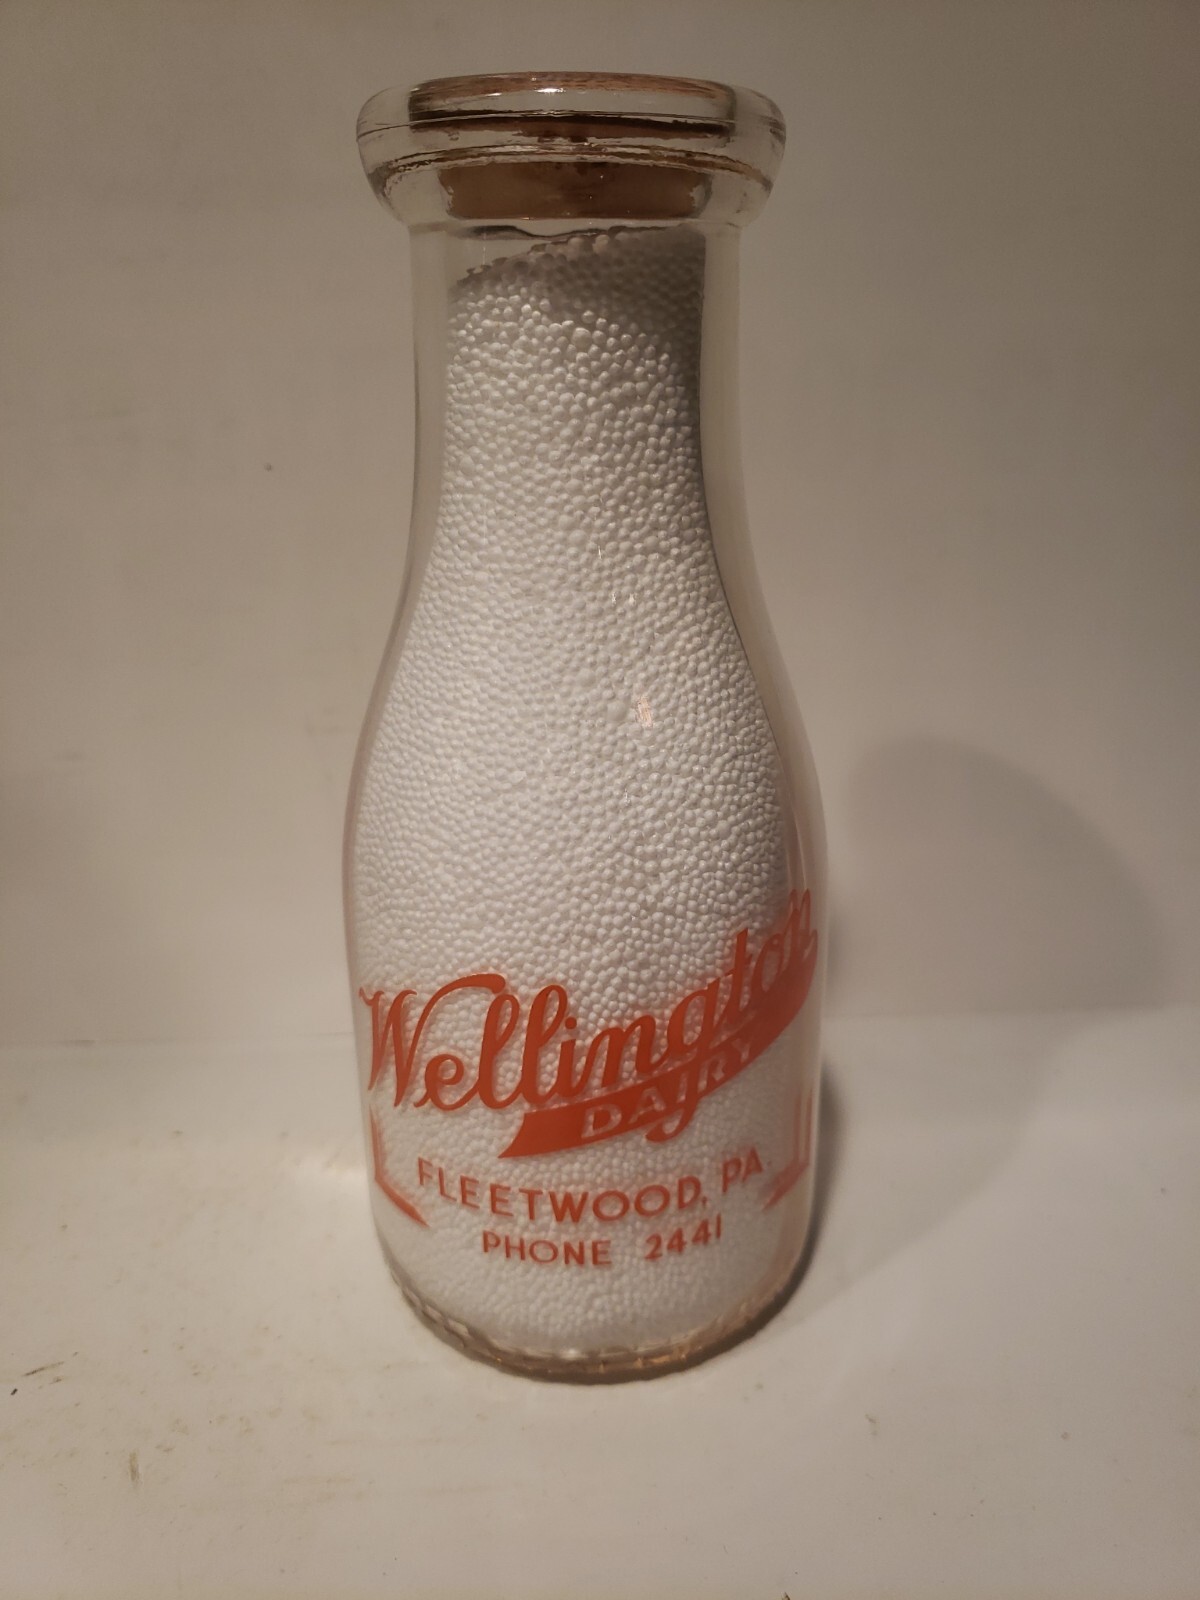 Wellington
DAIRY
FLEETWOOD, PA.
PHONE 2441